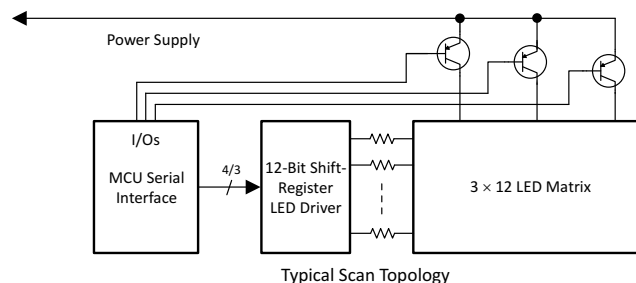 Power Supply
I/Os
MCU Serial
Interface
4/3
12-Bit Shift-
Register
LED Driver
3 × 12 LED Matrix
Typical Scan Topology